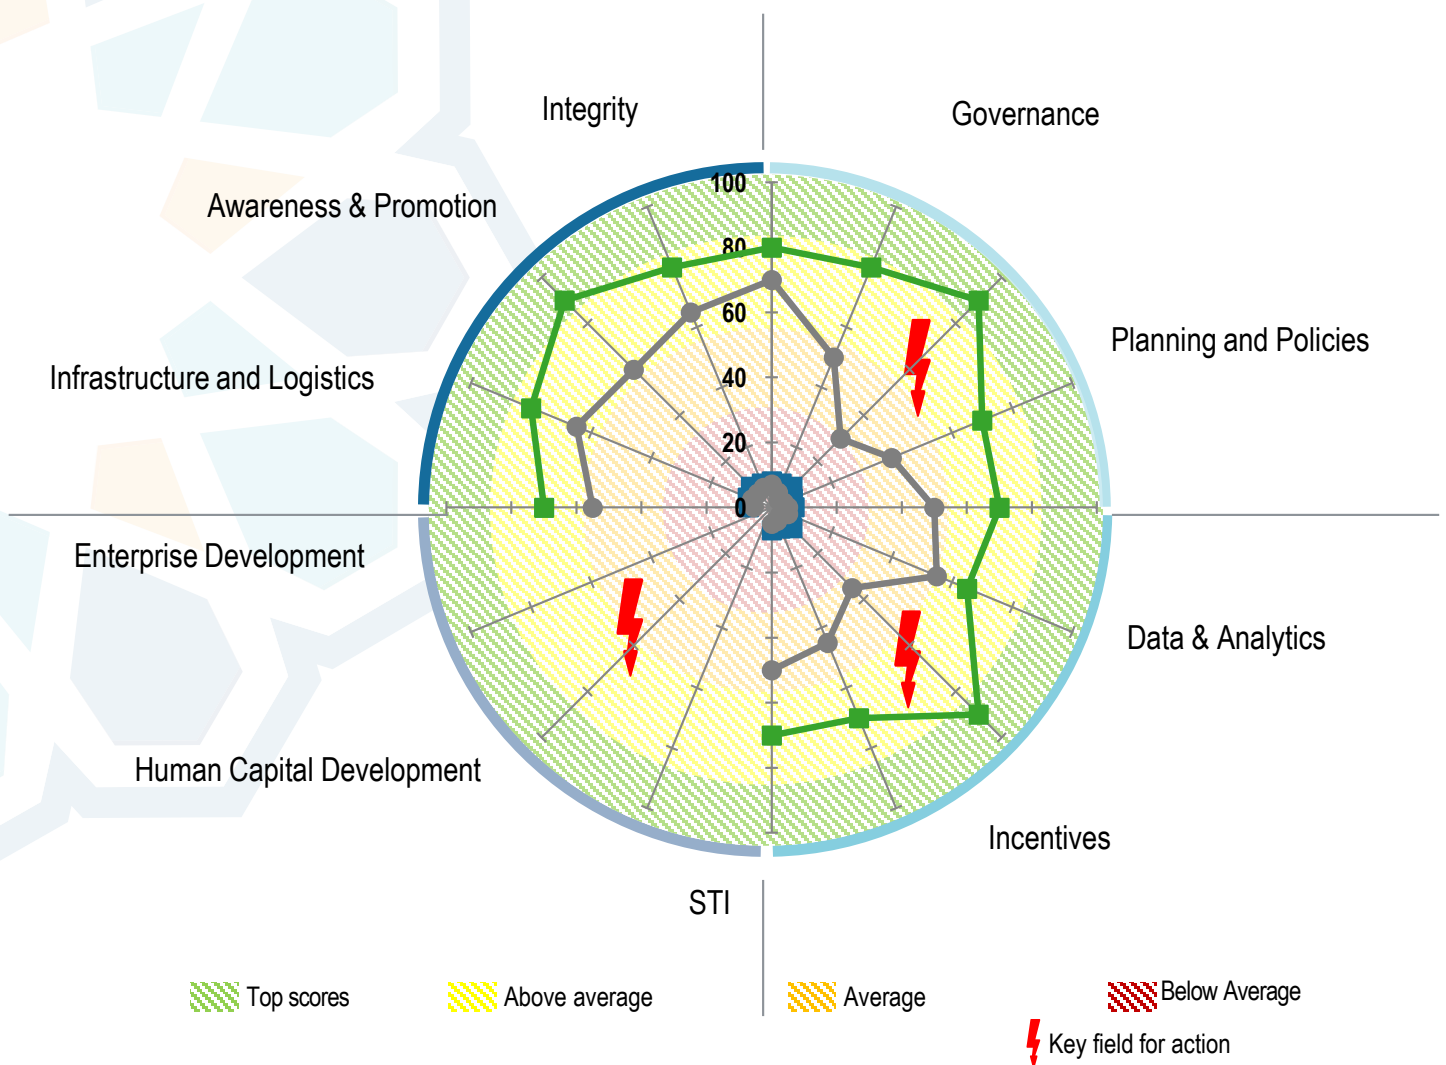 Integrity
Governance
Awareness & Promotion
100
80
60
40
20
0
Planning and Policies
Infrastructure and Logistics
Enterprise Development
Data & Analytics
Human Capital Development
Incentives
STI
Top scores
Above average
Average
Below Average
Key field for action